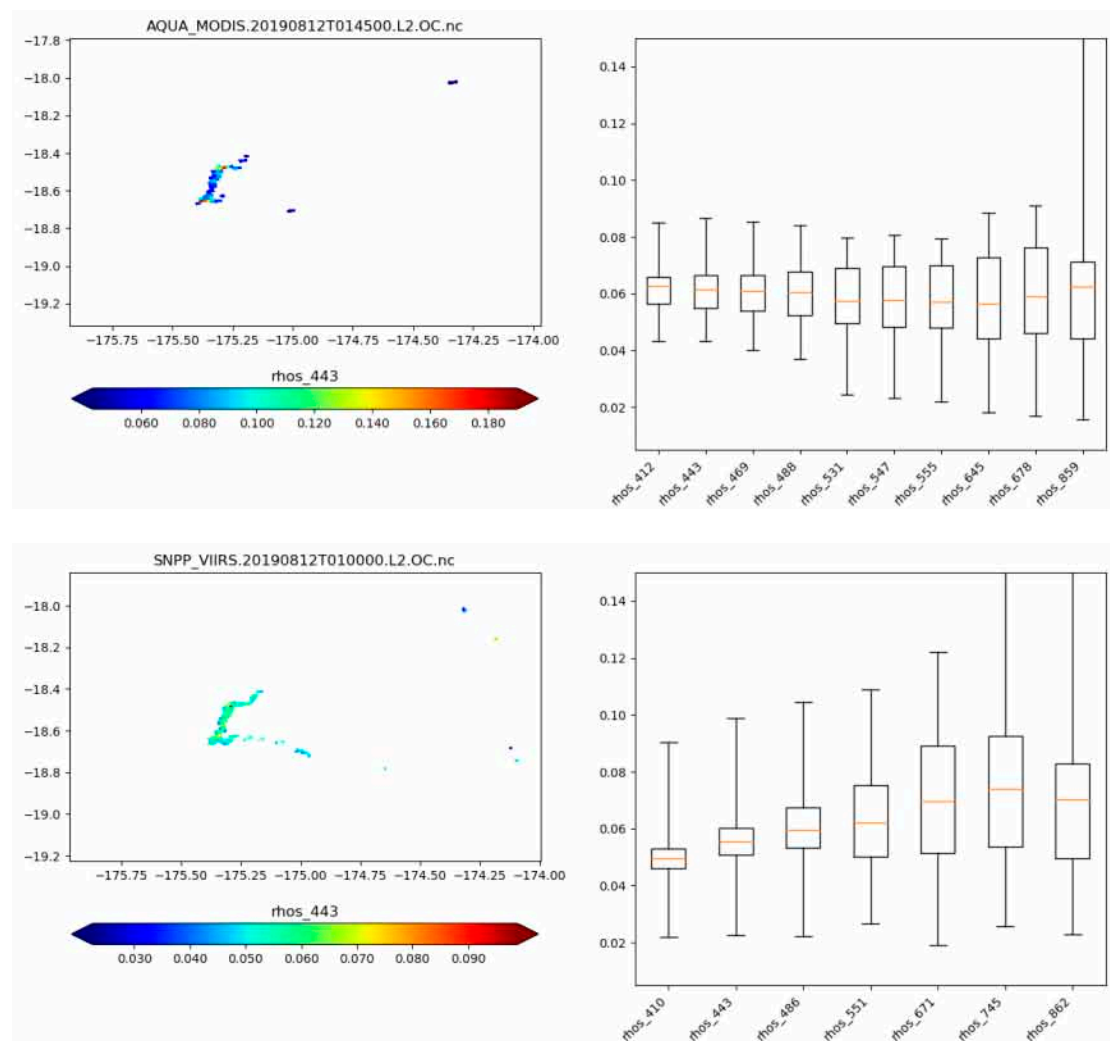 AQUA_MODIS.20190812T014500.L2.OC.nc
−17.8
−18.0
−18.2
−18.4
−18.6
−18.8
−19.0
−19.2
−175.75 −175.50 −175.25 −175.00 −174.75 −174.50 −174.25 −174.00
rhos_443
0.060 0.080 0.100 0.120 0.140 0.160 0.180
0.14
0.12
0.10
0.08
0.06
0.04
0.02
rhos_412 rhos_443 rhos_469 rhos_488 rhos_531 rhos_547 rhos_555 rhos_645 rhos_678 rhos_859
SNPP_VIIRS.20190812T010000.L2.OC.nc
−18.0
−18.2
−18.4
−18.6
−18.8
−19.0
−19.2
−175.75 −175.50 −175.25 −175.00 −174.75 −174.50 −174.25 −174.00
rhos_443
0.030 0.040 0.050 0.060 0.070 0.080 0.090
0.14
0.12
0.10
0.08
0.06
0.04
0.02
rhos_410 rhos_443 rhos_486 rhos_551 rhos_671 rhos_745 rhos_862